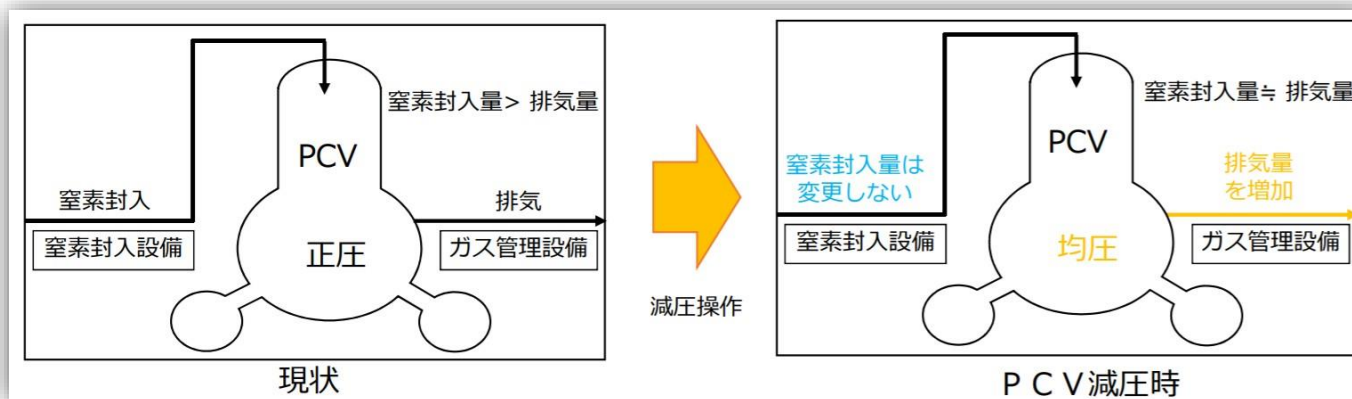 窒素封入量> 排気量
PCV
窒素封入
排気
窒素封入設備
正圧
ガス管理設備
現状
減圧操作
窒素封入量≒ 排気量
PCV
窒素封入量は
変更しない
排気量
を増加
窒素封入設備
均圧
ガス管理設備
ＰＣＶ減圧時